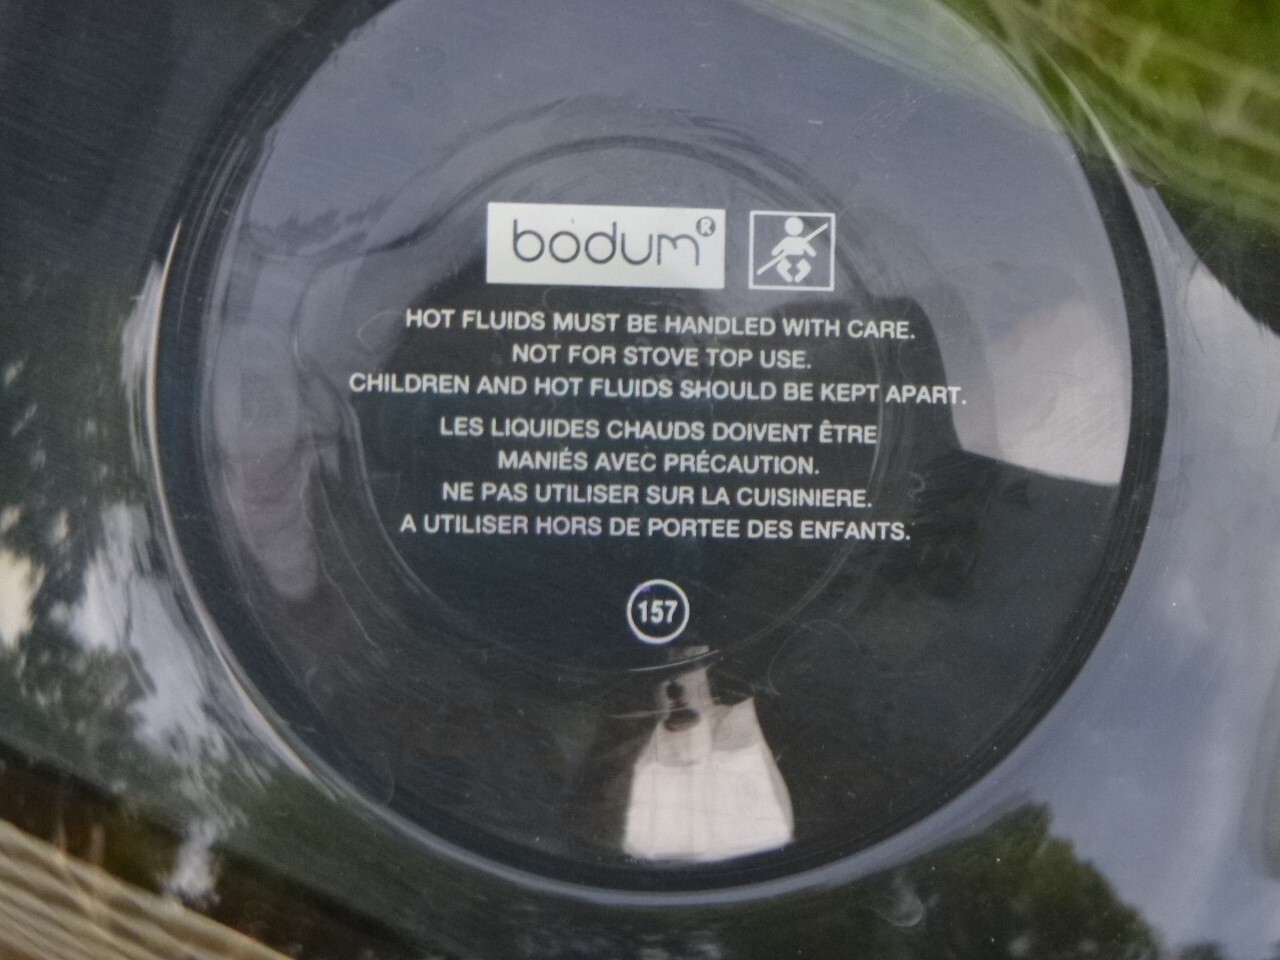 bodum®
HOT FLUIDS MUST BE HANDLED WITH CARE.
NOT FOR STOVE TOP USE.
CHILDREN AND HOT FLUIDS SHOULD BE KEPT APART.
LES LIQUIDES CHAUDS DOIVENT ÊTRE
MANIÉS AVEC PRÉCAUTION.
NE PAS UTILISER SUR LA CUISINIERE.
A UTILISER HORS DE PORTEE DES ENFANTS.
157